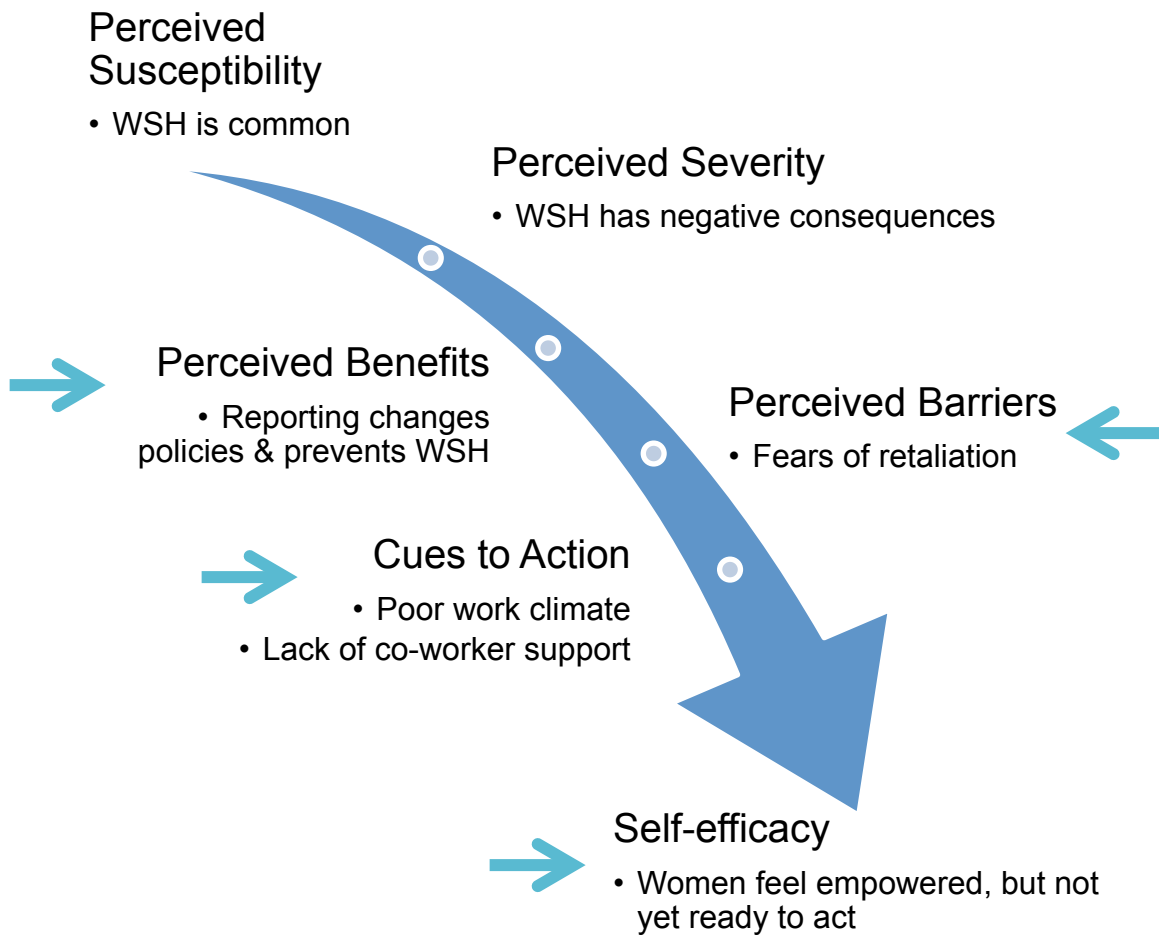 Perceived
Susceptibility
• WSH is common
Perceived Severity
• WSH has negative consequences
Perceived Benefits
• Reporting changes
policies & prevents WSH
Perceived Barriers
• Fears of retaliation
Cues to Action
• Poor work climate
• Lack of co-worker support
Self-efficacy
• Women feel empowered, but not
yet ready to act